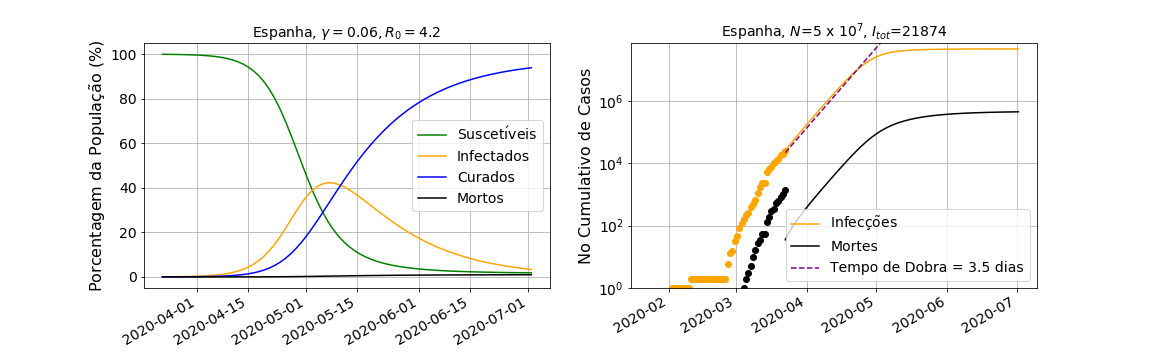 Espanha, γ = 0.06, R₀ = 4.2
Porcentagem da População (%)
100
80
60
40
20
0
Suscetíveis
Infectados
Curados
Mortos
2020-04-01
2020-04-15
2020-05-01
2020-05-15
2020-06-01
2020-06-15
2020-07-01
Espanha, N=5 x 10⁷, Iₜₒₜ=21874
No Cumulativo de Casos
10⁶
10⁴
10²
10⁰
Infecções
Mortes
Tempo de Dobra = 3.5 dias
2020-02
2020-03
2020-04
2020-05
2020-06
2020-07